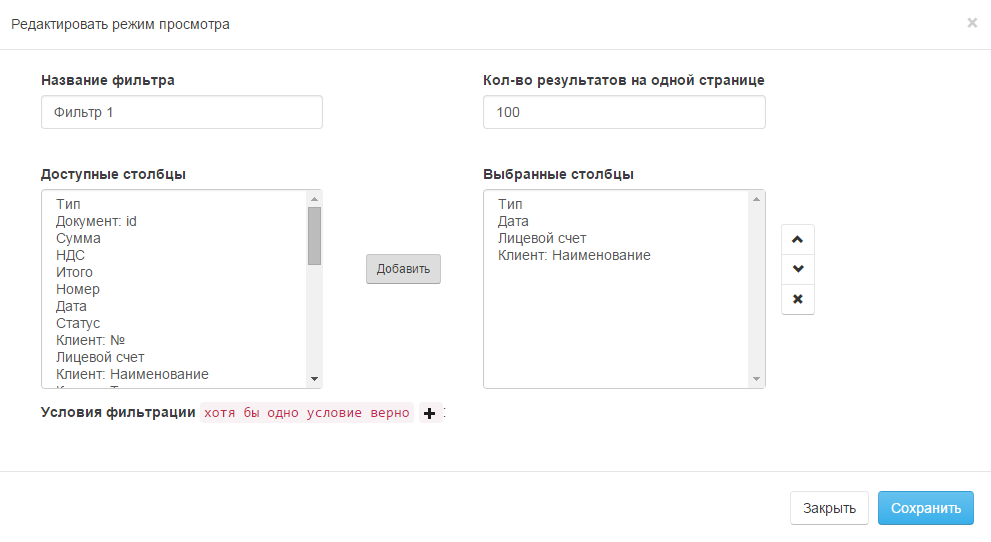 Редактировать режим просмотра
×
Название фильтра
Кол-во результатов на одной странице
Фильтр 1
100
Доступные столбцы
Выбранные столбцы
Тип
Документ: id
Сумма
НДС
Итого
Номер
Дата
Статус
Клиент: №
Лицевой счет
Клиент: Наименование
Добавить
Тип
Дата
Лицевой счет
Клиент: Наименование
Условия фильтрации хотя бы одно условие верно + :
Закрыть
Сохранить